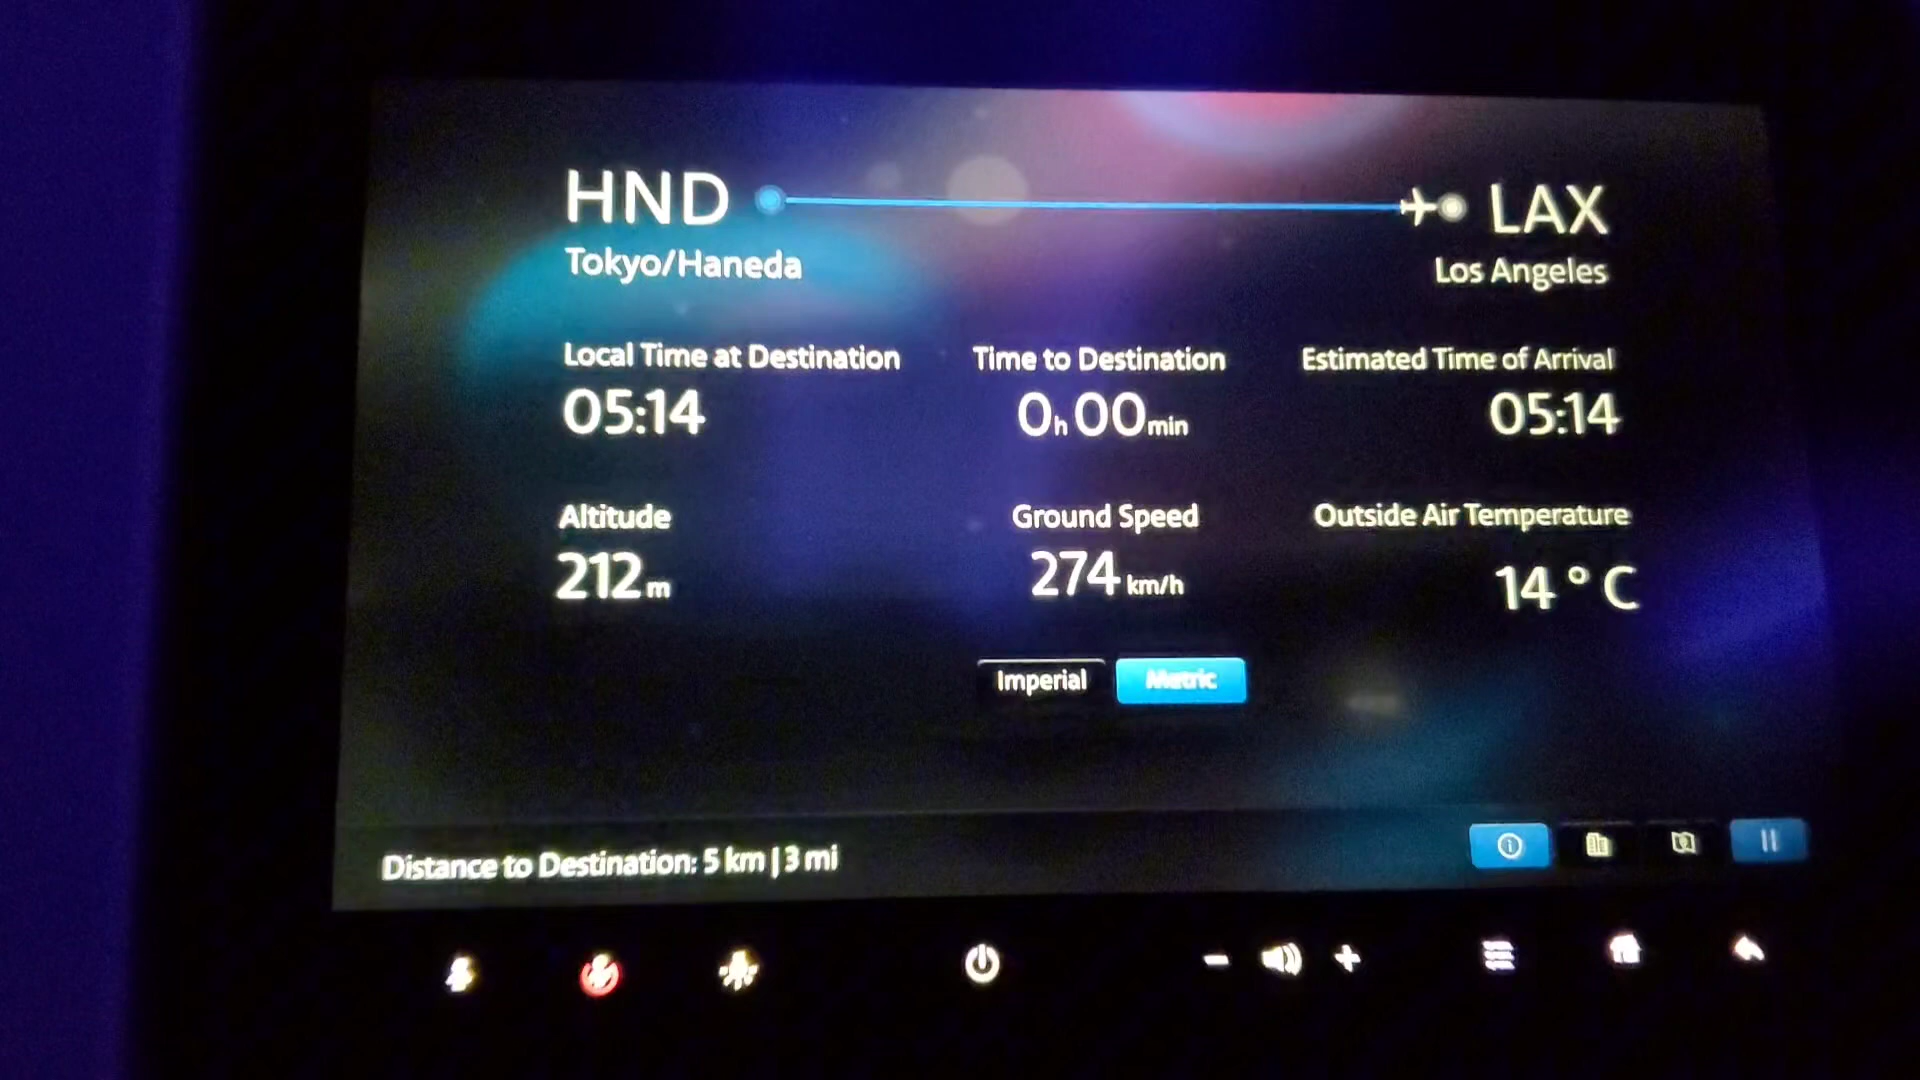 HND LAX
Tokyo/Haneda Los Angeles
Local Time at Destination Time to Destination Estimated Time of Arrival
05:14 0h 00min 05:14
Altitude Ground Speed Outside Air Temperature
212 m 274 km/h 14 ° C
Imperial Metric
Distance to Destination: 5 km | 3 mi